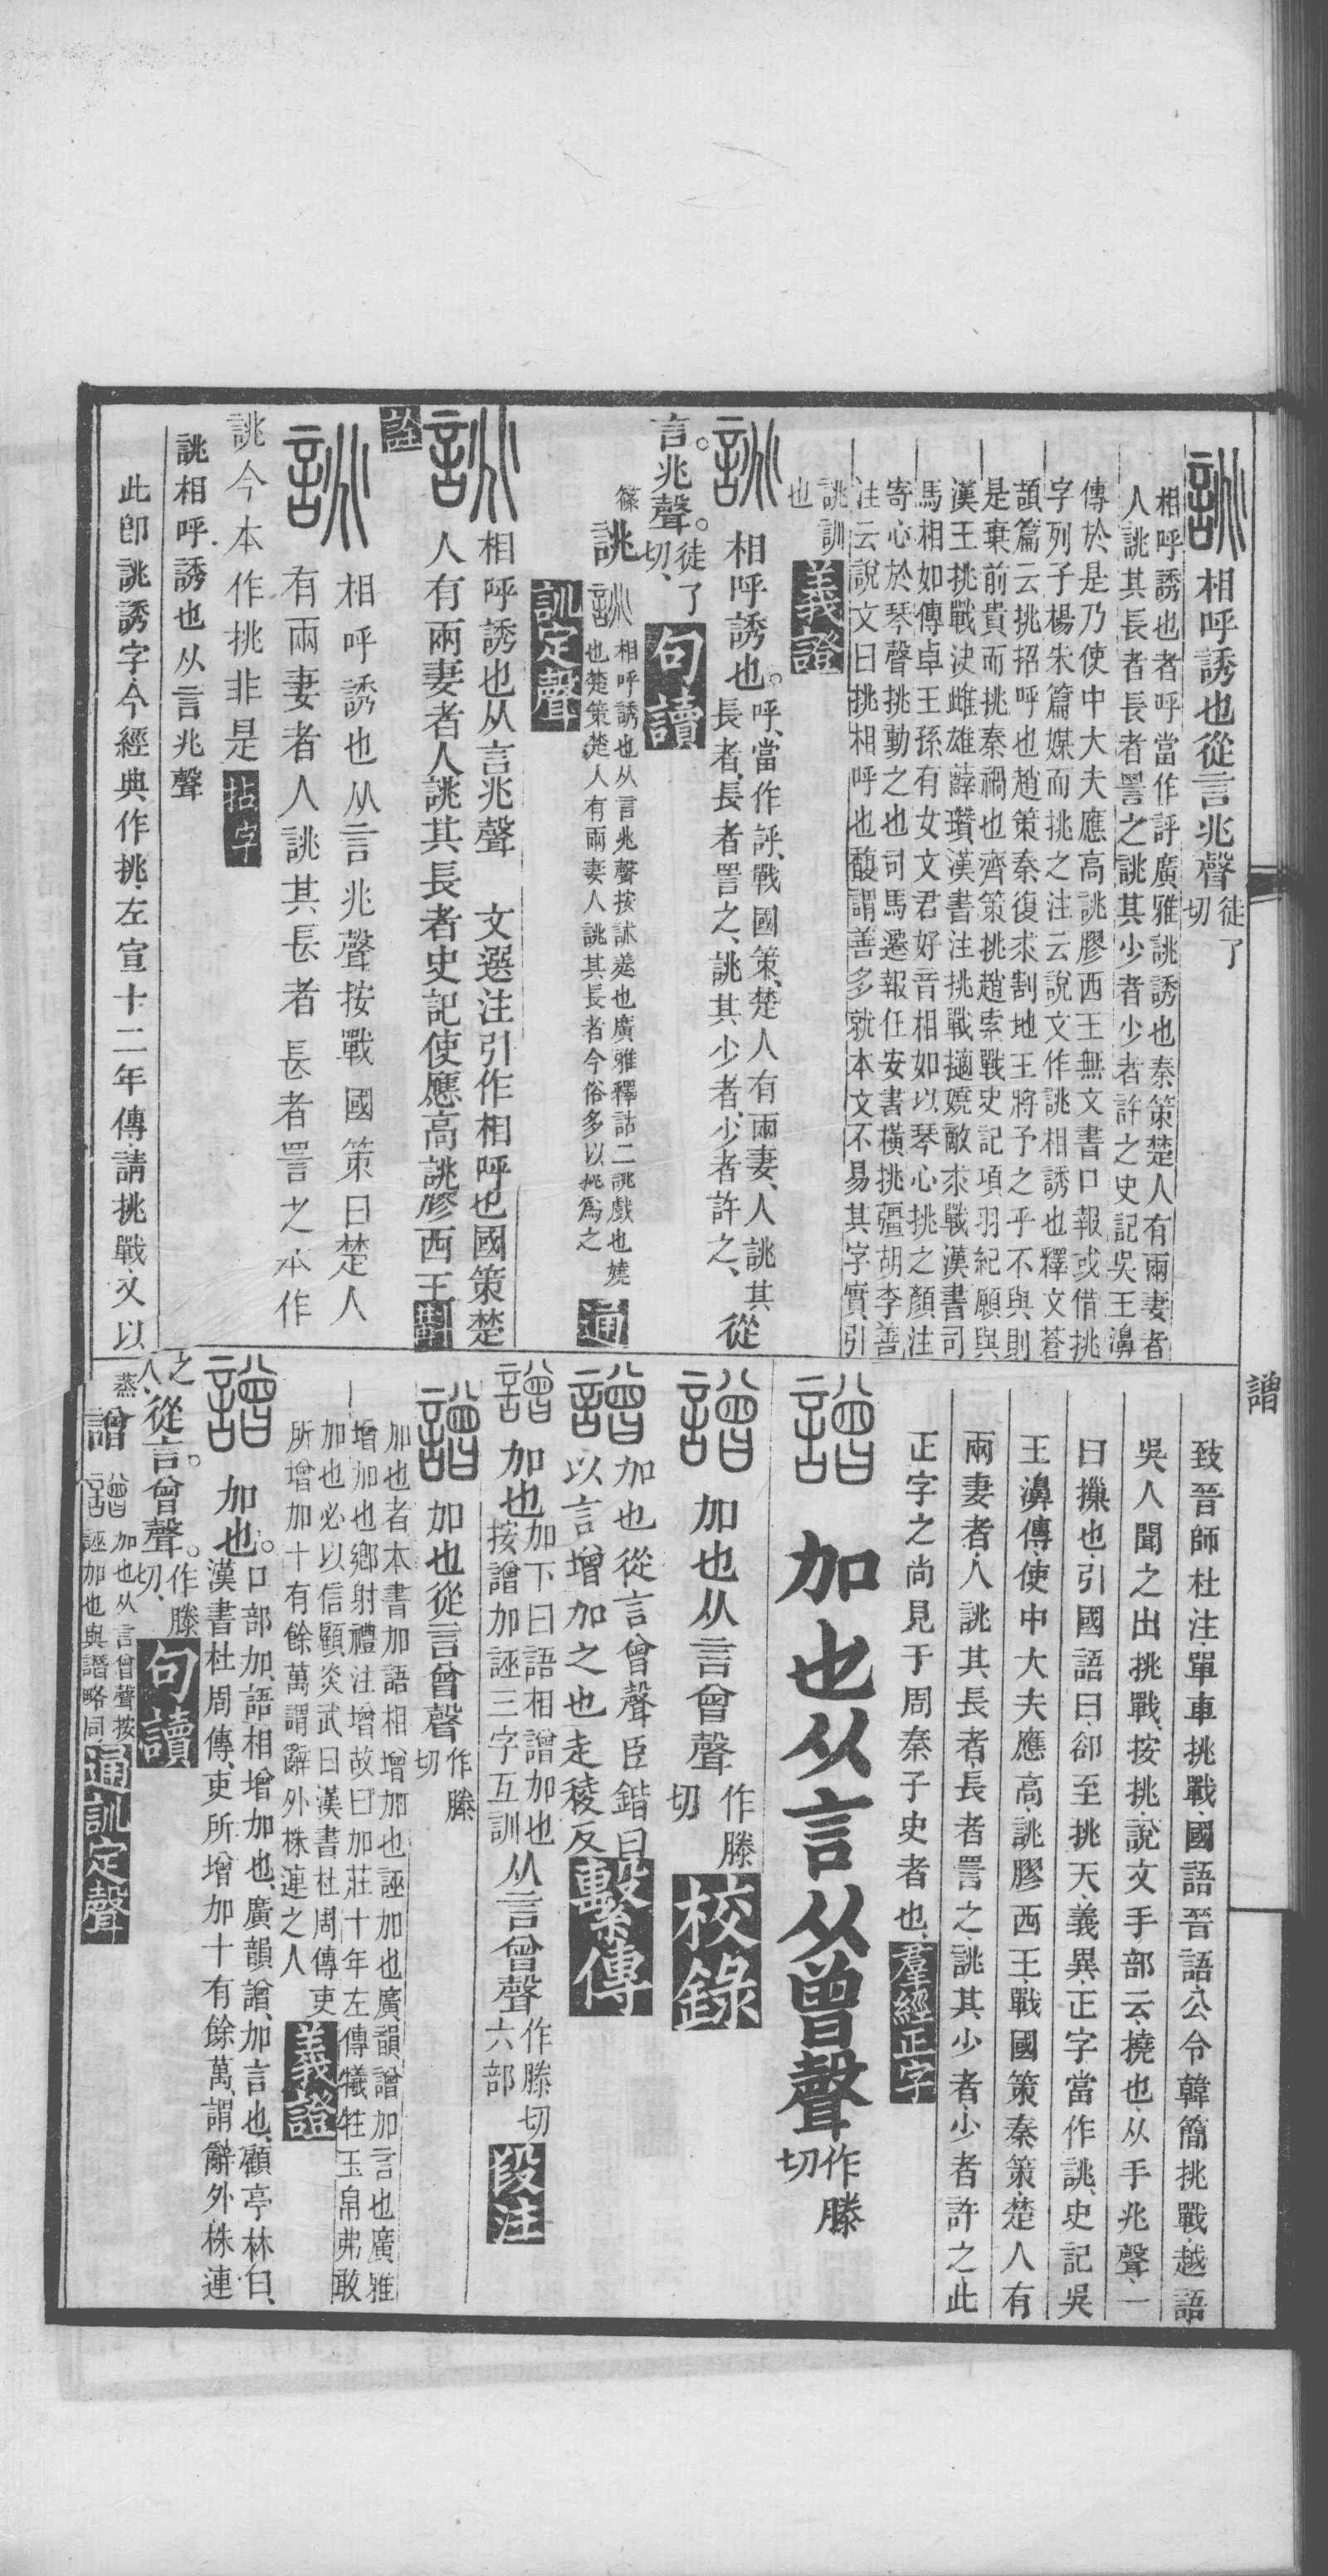 相呼誘也從言兆聲徒了切
相呼誘也者呼當作評廣雅誂誘也秦策楚人有兩妻者
人誂其長者長者詈之誂其少者少者許之史記吳王濞
傳於是乃使中大夫應高誂膠西王無文書口報或借挑
字列子楊朱篇媒而挑之注云說文作誂相誘也釋文蒼
頡篇云挑招呼也趙策秦復求割地王將予之乎不與則
是棄前貴而挑秦禍也齊策挑趙索戰史記項羽紀願與
漢王挑戰決雌雄薛瓚漢書注挑戰擿嬈敵求戰漢書司
馬相如傳卓王孫有女文君好音相如以琴心挑之顏注
寄心於琴聲挑動之也司馬遷報任安書橫挑彊胡李善
注云說文曰挑相呼也馥謂善多就本文不易其字實引
誂訓
也
義證
相呼誘也。呼、當作評、戰國策、楚人有兩妻、人誂其
長者、長者詈之、誂其少者、少者許之、從
言。兆聲。徒了切、句讀
篠 誂 相呼誘也从言兆聲按訹㳄也廣雅釋詁二誂戲也嬈
也楚策楚人有兩妻人誂其長者今俗多以挑爲之 通
訓定聲
相呼誘也从言兆聲 文選注引作相呼也國策楚
人有兩妻者人誂其長者史記使應高誂膠西王斠
詮
相呼誘也从言兆聲按戰國策曰楚人
有兩妻者人誂其長者長者詈之本作
誂今本作挑非是 拈字
誂相呼誘也从言兆聲
此卽誂誘字今經典作挑左宣十二年傳請挑戰又以
譄
致晉師杜注單車挑戰國語晉語公令韓簡挑戰越語
吳人聞之出挑戰、按挑、說文手部云、撓也、从手兆聲、一
曰摷也、引國語曰、卻至挑天、義異、正字當作誂、史記吳
王濞傳、使中大夫應高誂膠西王、戰國策秦策、楚人有
兩妻者、人誂其長者、長者詈之、誂其少者、少者許之、此
正字之尚見于周秦子史者也、羣經正字
加也从言从曾聲作滕切
加也从言曾聲作滕切 校錄
加也從言曾聲臣鍇曰
以言增加之也走稜反 繫傳
加也加下曰語相譄加也
按譄加誣三字互訓从言曾聲作滕切六部 段注
加也從言曾聲作滕切
加也者本書加語相增加也誣加也廣韻譄加言也廣雅
增加也鄉射禮注增故曰加莊十年左傳犧牲玉帛弗敢
加也必以信顧炎武曰漢書杜周傳吏
所增加十有餘萬謂辭外株連之人 義證
加也。口部加、語相增加也、廣韻譄、加言也、顧亭林曰、
漢書杜周傳、吏所增加十有餘萬、謂辭外株連
之
人、從言。曾聲。作滕切、句讀
蒸 譄 加也从言曾聲按
誣加也與譖略同 通訓定聲